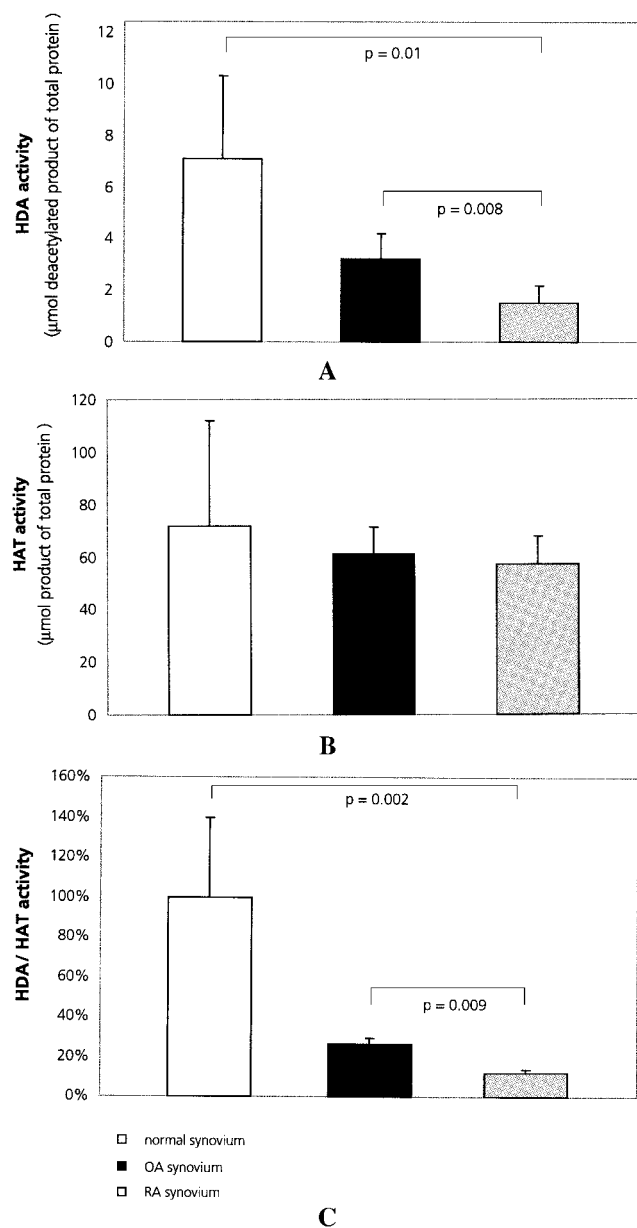 12
p = 0.01
10
8
p = 0.008
6
4
2
0
HDA activity
(µmol deacetylated product of total protein )
A
120
100
80
60
40
20
0
HAT activity
(µmol product of total protein )
B
160%
p = 0.002
140%
120%
100%
80%
60%
p = 0.009
40%
20%
0%
HDA/ HAT activity
normal synovium
OA synovium
RA synovium
C